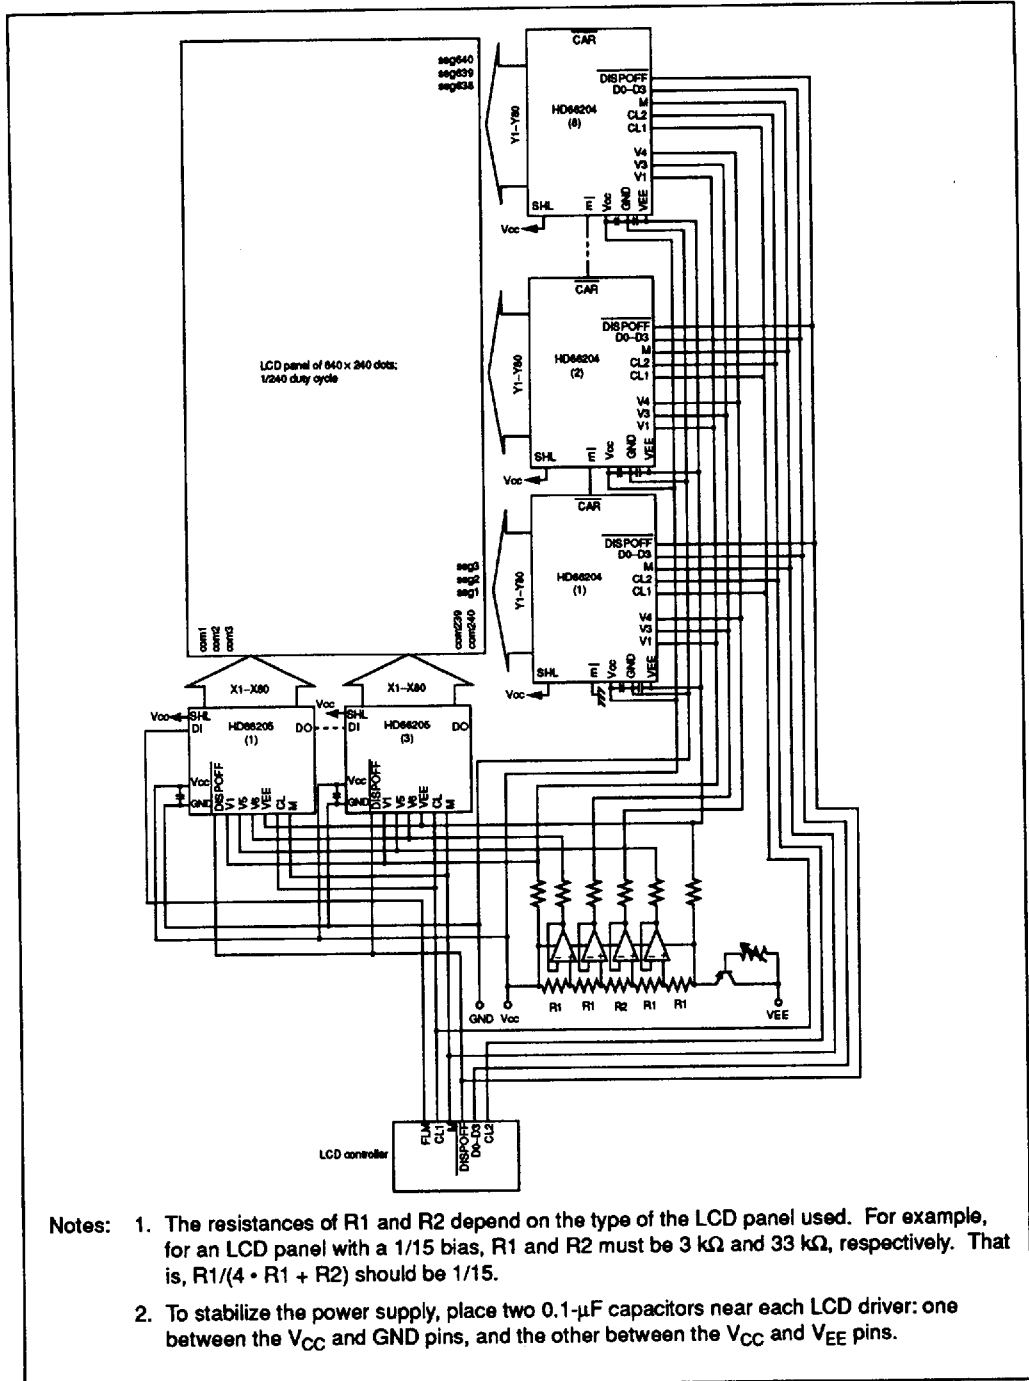 CAR
seg640
seg639
seg638
DISPOFF
D0–D3
M
CL2
CL1
V4
V3
V1
HD66204
(8)
Y1–Y80
SHL
E
Vcc
GND
VEE
Vcc
CAR
DISPOFF
D0–D3
M
CL2
CL1
V4
V3
V1
HD66204
(2)
Y1–Y80
LCD panel of 640 × 240 dots;
1/240 duty cycle
SHL
E
Vcc
GND
VEE
Vcc
CAR
DISPOFF
D0–D3
M
CL2
CL1
V4
V3
V1
HD66204
(1)
Y1–Y80
seg3
seg2
seg1
com1
com2
com3
com239
com240
SHL
E
Vcc
GND
VEE
Vcc
X1–X80
X1–X80
Vcc
SHL
DI
HD66205
(1)
DO
Vcc
SHL
DI
HD66205
(3)
DO
Vcc
GND
DISPOFF
V1
V5
V6
VEE
CL
M
Vcc
GND
DISPOFF
V1
V5
V6
VEE
CL
M
R1
R1
R2
R1
R1
GND
Vcc
VEE
LCD controller
FLM
CL1
M
DISPOFF
D0–D3
CL2
Notes: 1. The resistances of R1 and R2 depend on the type of the LCD panel used. For example,
for an LCD panel with a 1/15 bias, R1 and R2 must be 3 kΩ and 33 kΩ, respectively. That
is, R1/(4 • R1 + R2) should be 1/15.
2. To stabilize the power supply, place two 0.1-µF capacitors near each LCD driver: one
between the VCC and GND pins, and the other between the VCC and VEE pins.